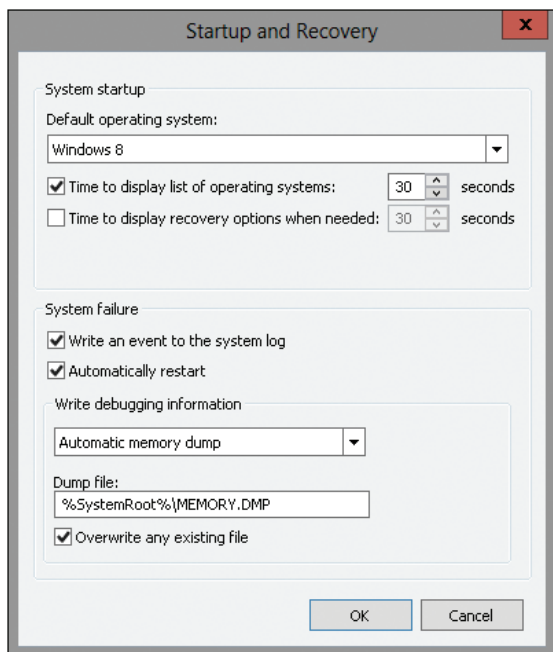 Startup and Recovery
x
System startup
Default operating system:
Windows 8
Time to display list of operating systems: 30 seconds
Time to display recovery options when needed: 30 seconds
System failure
Write an event to the system log
Automatically restart
Write debugging information
Automatic memory dump
Dump file:
%SystemRoot%\MEMORY.DMP
Overwrite any existing file
OK Cancel